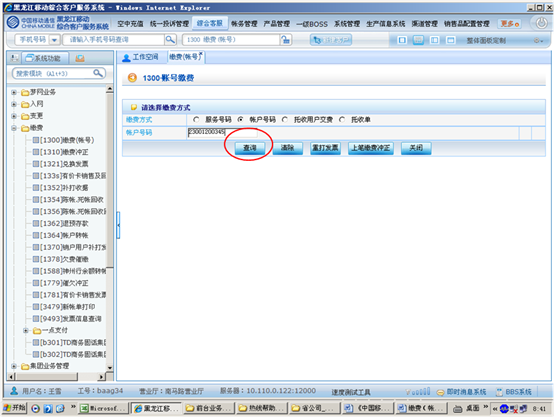 黑龙江移动综合客户服务系统 - Windows Internet Explorer
中国移动通信
CHINA MOBILE
黑龙江移动
综合客户服务系统
空中充值 统一投诉管理 综合客服 帐务管理 产品管理 一级BOSS 系统管理 生产信息系统 渠道管理 销售品配置管理 更多
手机号码 请输入手机号码查询 1300 缴费(帐号) 整体面板定制
系统功能
工作空间 缴费(帐号)
搜索模块 (Alt+3)
1300-帐号缴费
梦网业务
入网
变更
缴费
[1300]缴费(帐号)
[1310]缴费冲正
[1321]兑换发票
[133s]有价卡销售及回
[1352]补打收据
[1354]陈帐、死帐回收
[1356]陈帐、死帐回收
[1362]退预存款
[1364]帐户转帐
[1370]销户用户补打发
[1378]欠费催缴
[1588]神州行余额转帐
[1779]催欠冲正
[1781]有价卡销售发票
[3479]新帐单打印
[9493]发票信息查询
一点支付
[b301]TD商务固话集团
[b302]TD商务固话集团
集团业务管理
请选择缴费方式
缴费方式 服务号码 帐户号码 托收用户交费 托收单
帐户号码 23001200345
查询 清除 重打发票 上笔缴费冲正 关闭
用户名：王雪 工号：baag34 营业厅：南马路营业厅 服务器：10.110.0.122:12000 速度测试工具 即时消息系统 BBS系统
开始 Microsof... 黑龙江移... 前台业务... 热线帮助... 省公司_... 《中国移... 缴费（帐... 桌面 8:41